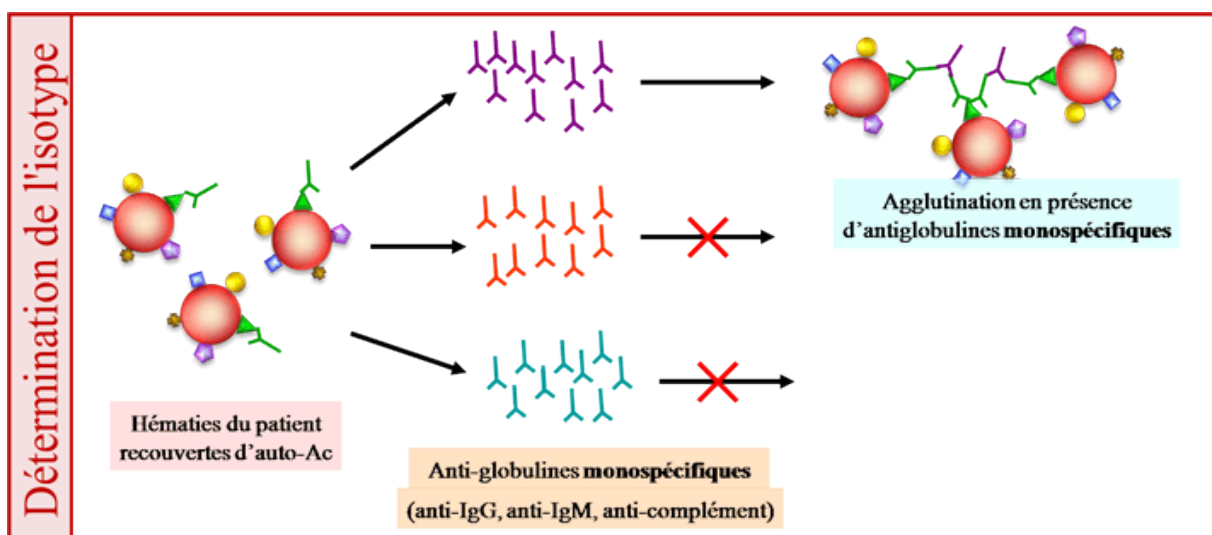 Détermination de l'isotype
Agglutination en présence
d'antiglobulines monospécifiques
Hématies du patient
recouvertes d'auto-Ac
Anti-globulines monospécifiques
(anti-IgG, anti-IgM, anti-complément)